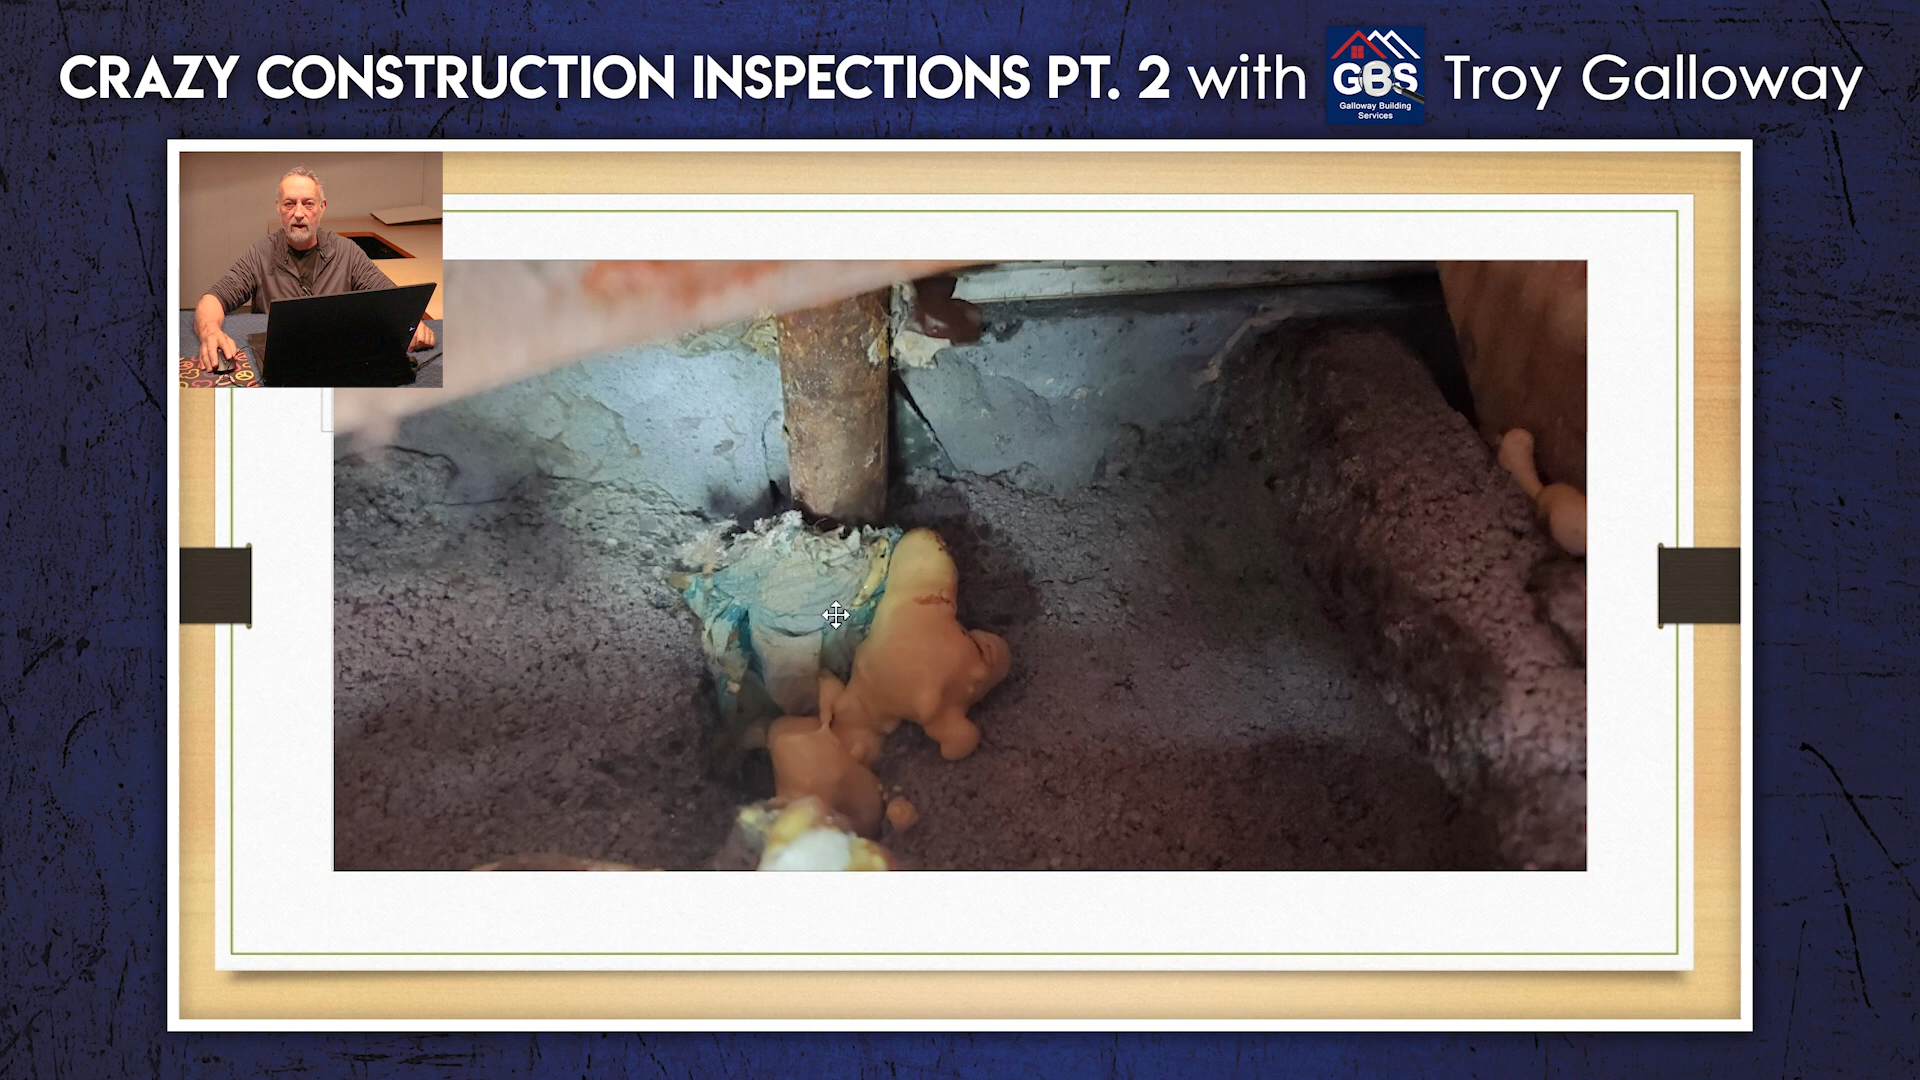 CRAZY CONSTRUCTION INSPECTIONS PT. 2 with GBS Troy Galloway
Galloway Building
Services